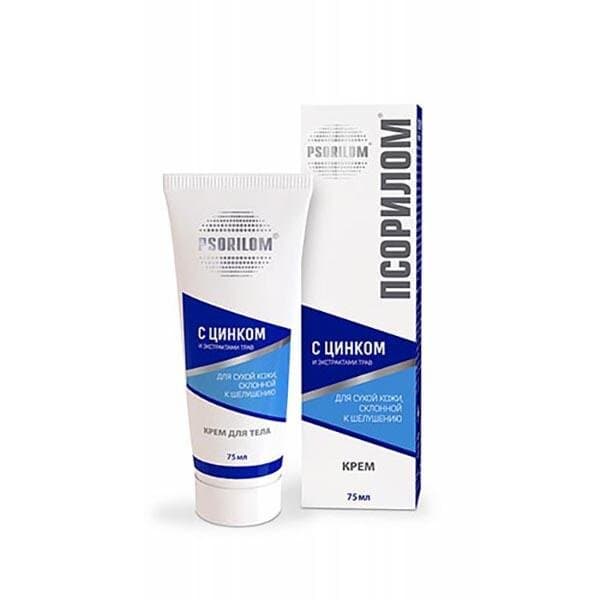 PSORILOM®
С ЦИНКОМ
И ЭКСТРАКТАМИ ТРАВ
ДЛЯ СУХОЙ КОЖИ,
СКЛОННОЙ
К ШЕЛУШЕНИЮ
КРЕМ ДЛЯ ТЕЛА
75 мл
PSORILOM®
ПСОРИЛОМ®
С ЦИНКОМ
И ЭКСТРАКТАМИ ТРАВ
ДЛЯ СУХОЙ КОЖИ,
СКЛОННОЙ
К ШЕЛУШЕНИЮ
КРЕМ
75 мл